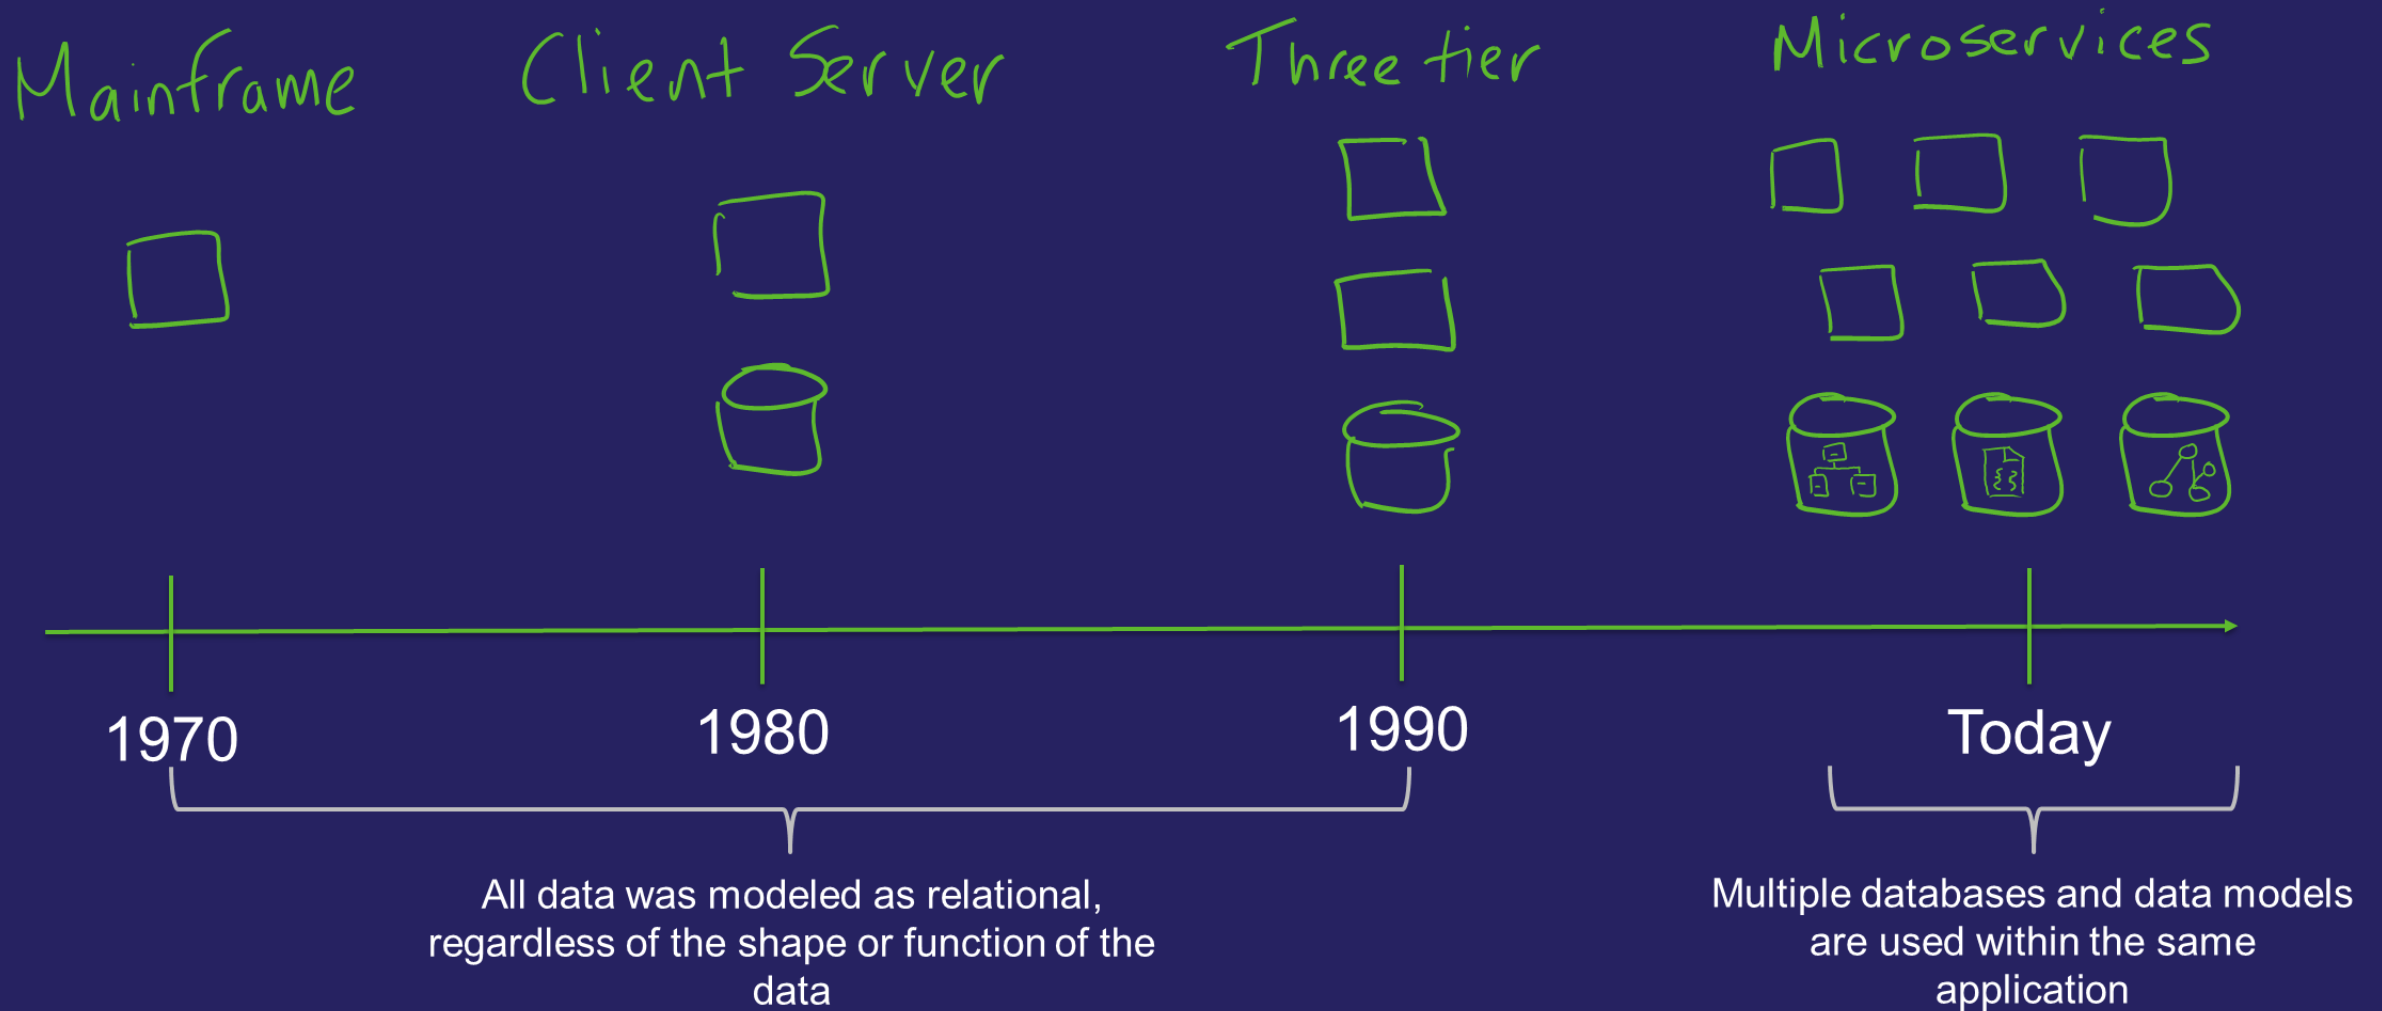 Mainframe
Client Server
Three tier
Microservices
1970
1980
1990
Today
All data was modeled as relational,
regardless of the shape or function of the
data
Multiple databases and data models
are used within the same
application